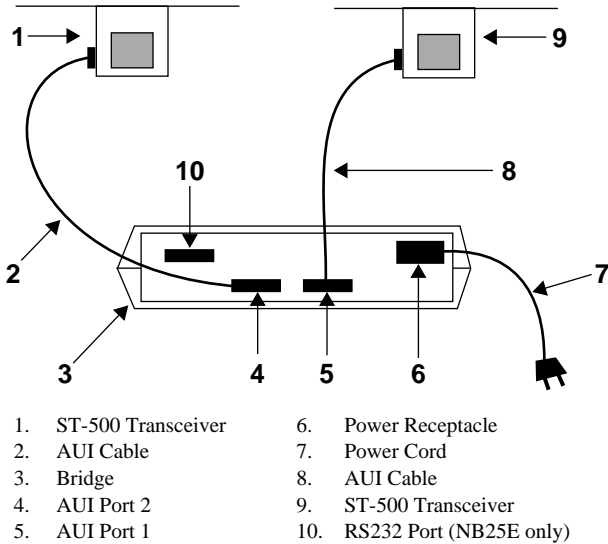 1
9
10
8
2
7
3
4
5
6
1. ST-500 Transceiver
2. AUI Cable
3. Bridge
4. AUI Port 2
5. AUI Port 1
6. Power Receptacle
7. Power Cord
8. AUI Cable
9. ST-500 Transceiver
10. RS232 Port (NB25E only)